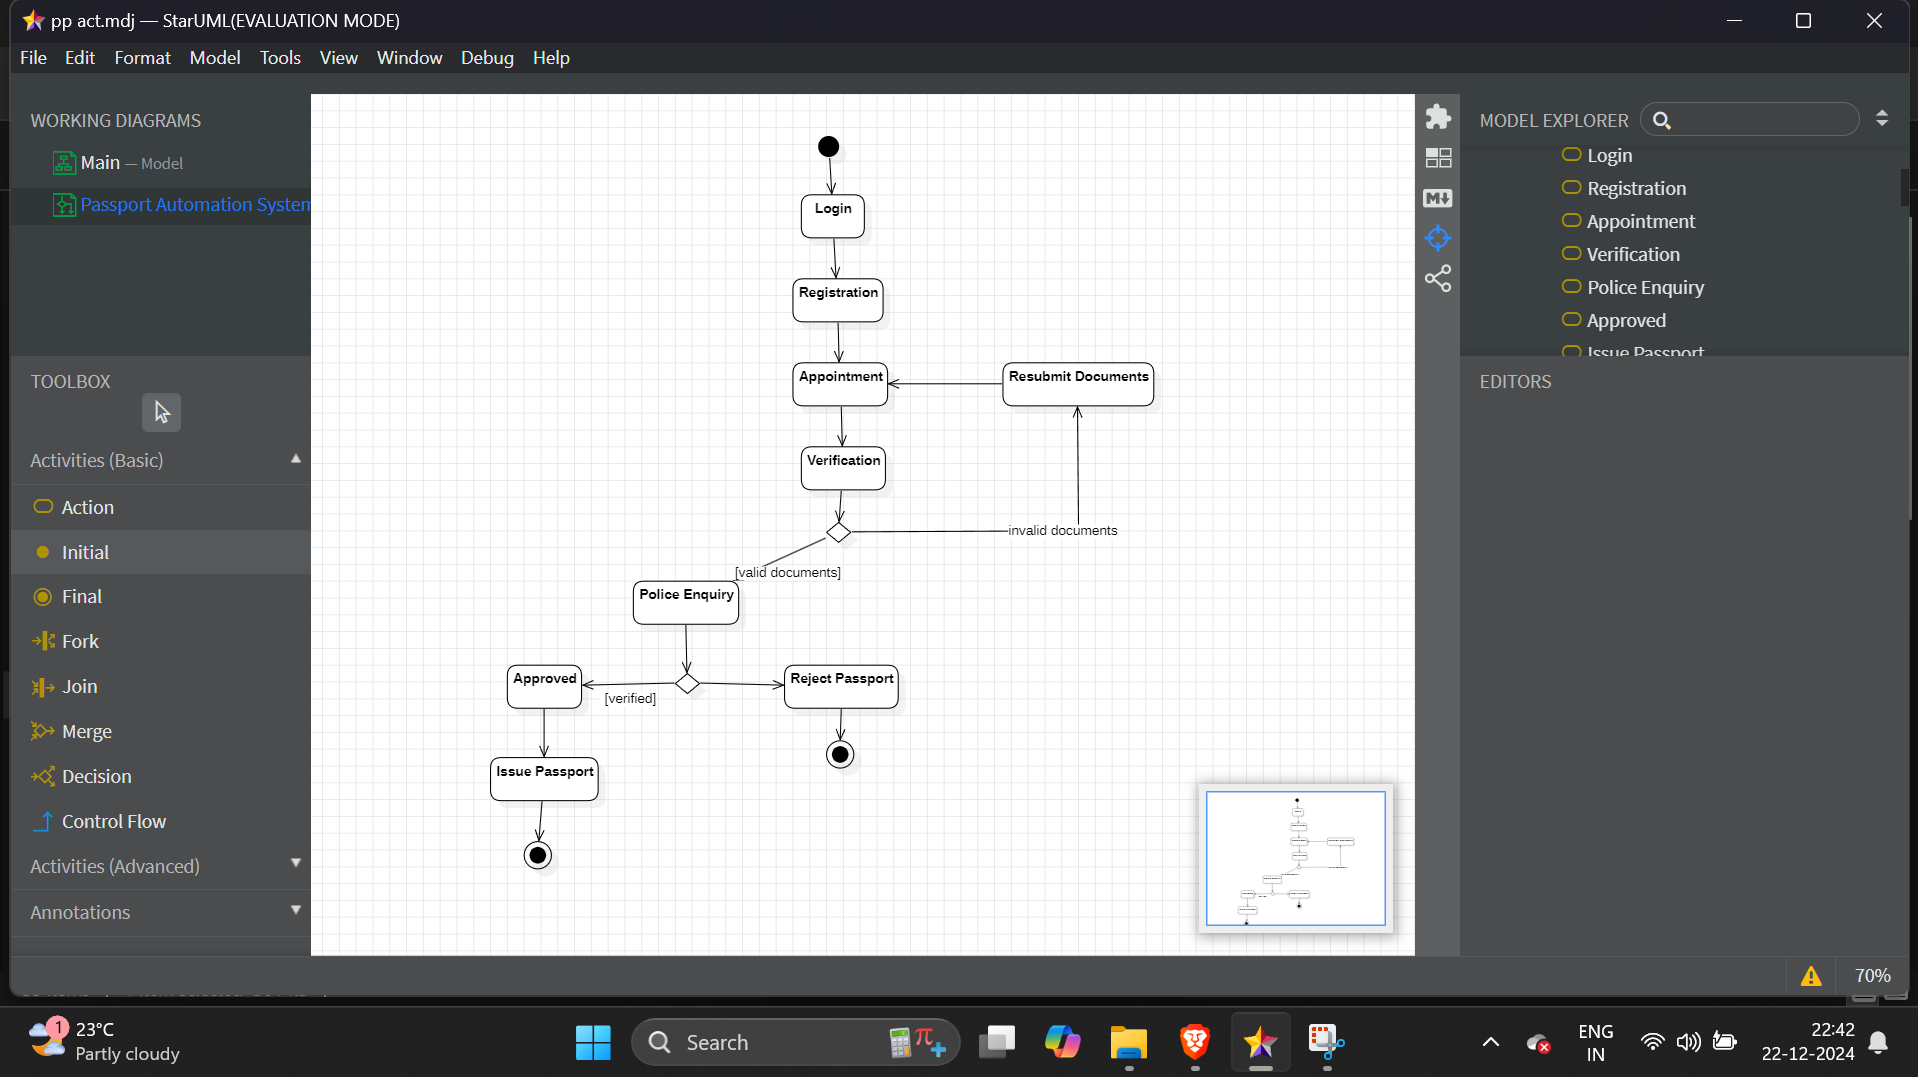 pp act.mdj — StarUML(EVALUATION MODE)
File Edit Format Model Tools View Window Debug Help
WORKING DIAGRAMS
Main — Model
Passport Automation System
TOOLBOX
Activities (Basic)
Action
Initial
Final
Fork
Join
Merge
Decision
Control Flow
Activities (Advanced)
Annotations
Login
Registration
Appointment
Resubmit Documents
Verification
invalid documents
[valid documents]
Police Enquiry
Approved
[verified]
Reject Passport
Issue Passport
MODEL EXPLORER
Login
Registration
Appointment
Verification
Police Enquiry
Approved
Issue Passport
EDITORS
70%
1
23°C
Partly cloudy
Search
ENG
IN
22:42
22-12-2024